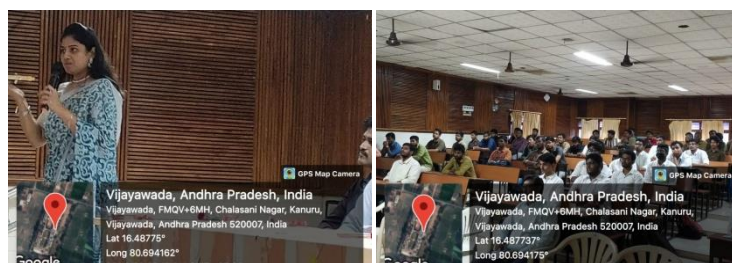 GPS Map Camera
Vijayawada, Andhra Pradesh, India
Vijayawada, FMQV+6MH, Chalasani Nagar, Kanuru,
Vijayawada, Andhra Pradesh 520007, India
Lat 16.48775°
Long 80.694162°
Google
GPS Map Camera
Vijayawada, Andhra Pradesh, India
Vijayawada, FMQV+6MH, Chalasani Nagar, Kanuru,
Vijayawada, Andhra Pradesh 520007, India
Lat 16.487737°
Long 80.694175°
Google